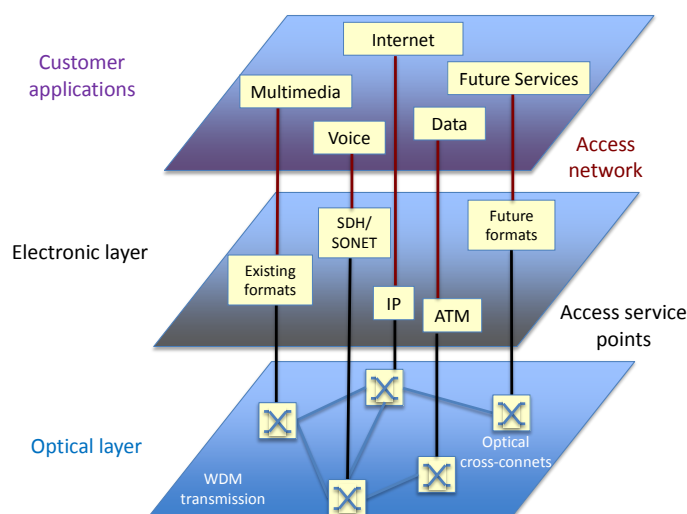 Customer
applications
Internet
Multimedia
Future Services
Voice
Data
Access
network
Electronic layer
SDH/
SONET
Future
formats
Existing
formats
IP
ATM
Access service
points
Optical layer
Optical
cross-connets
WDM
transmission